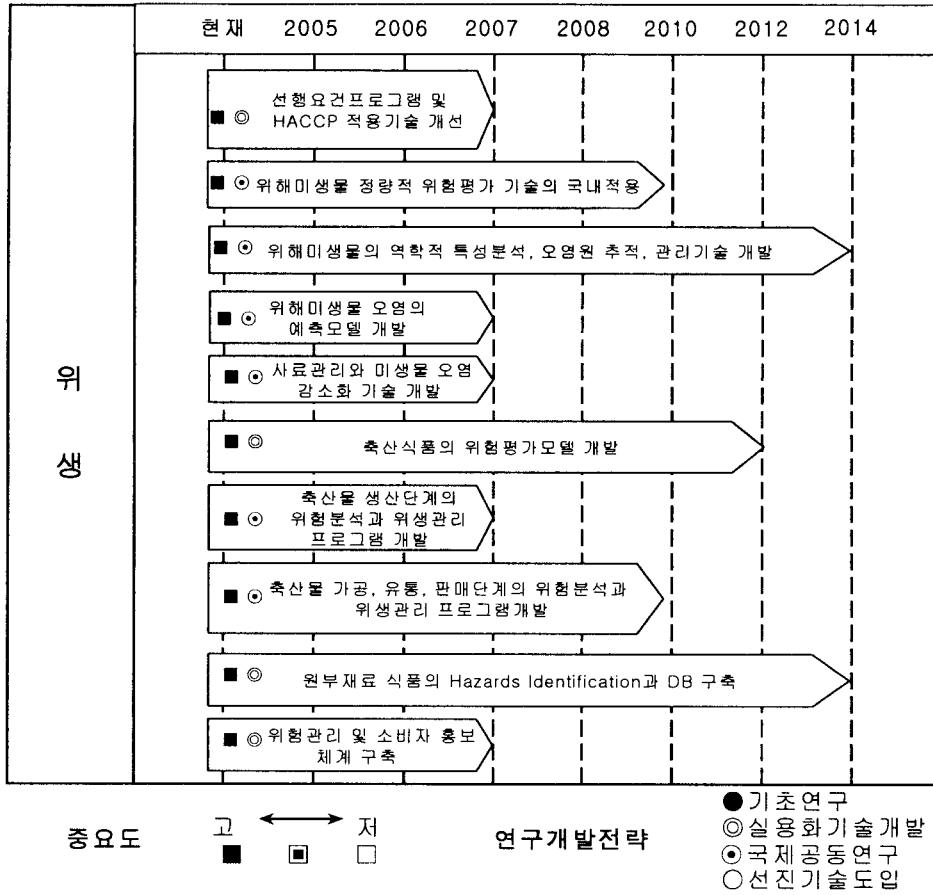 현재 2005 2006 2007 2008 2010 2012 2014
위
생
선행요건프로그램 및
HACCP 적용기술 개선
위해미생물 정량적 위험평가 기술의 국내적용
위해미생물의 역학적 특성분석, 오염원 추적, 관리기술 개발
위해미생물 오염의
예측모델 개발
사료관리와 미생물 오염
감소화 기술 개발
축산식품의 위험평가모델 개발
축산물 생산단계의
위험분석과 위생관리
프로그램 개발
축산물 가공, 유통, 판매단계의 위험분석과
위생관리 프로그램개발
원부재료 식품의 Hazards Identification과 DB 구축
위험관리 및 소비자 홍보
체계 구축
중요도
고 저
연구개발전략
기초연구
실용화기술개발
국제공동연구
선진기술도입